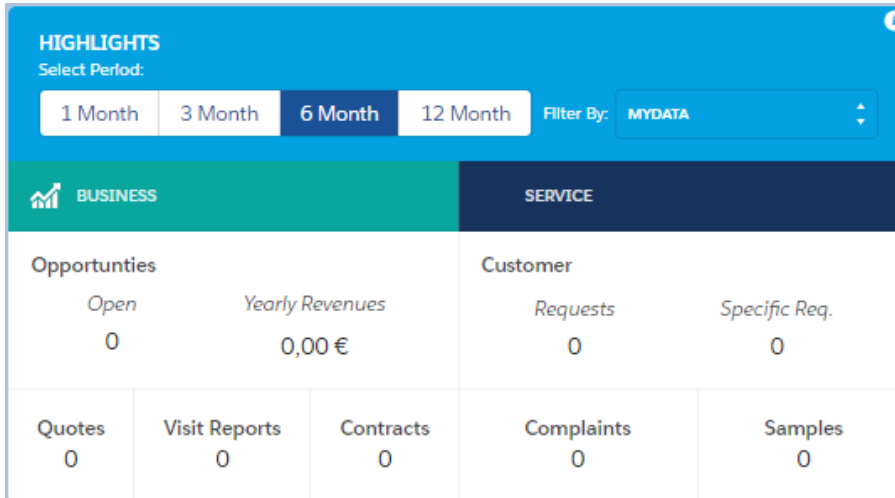 HIGHLIGHTS
Select Period:
1 Month 3 Month 6 Month 12 Month Filter By: MYDATA
BUSINESS SERVICE
Opportunties Customer
Open Yearly Revenues Requests Specific Req.
0 0,00 € 0 0
Quotes Visit Reports Contracts Complaints Samples
0 0 0 0 0